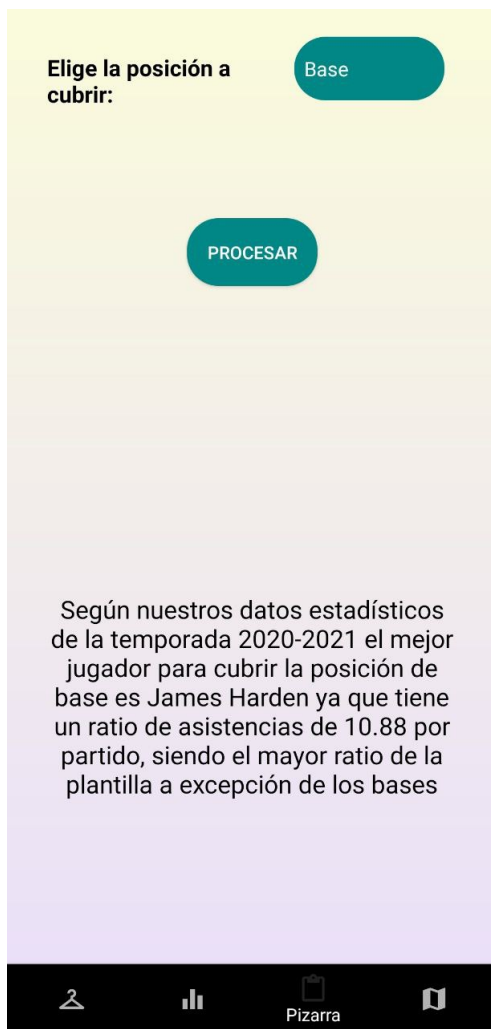 Elige la posición a
cubrir:
Base
PROCESAR
Según nuestros datos estadísticos
de la temporada 2020-2021 el mejor
jugador para cubrir la posición de
base es James Harden ya que tiene
un ratio de asistencias de 10.88 por
partido, siendo el mayor ratio de la
plantilla a excepción de los bases
Pizarra